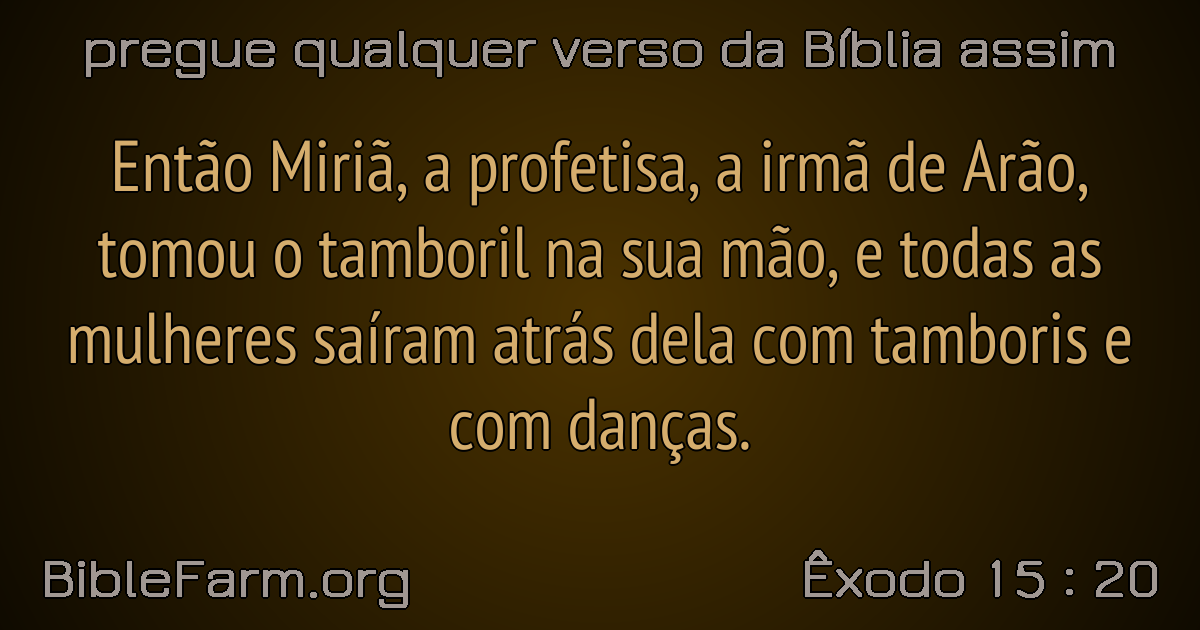 pregue qualquer verso da Bíblia assim
Então Miriã, a profetisa, a irmã de Arão,
tomou o tamboril na sua mão, e todas as
mulheres saíram atrás dela com tamboris e
com danças.
BibleFarm.org
Êxodo 15 : 20